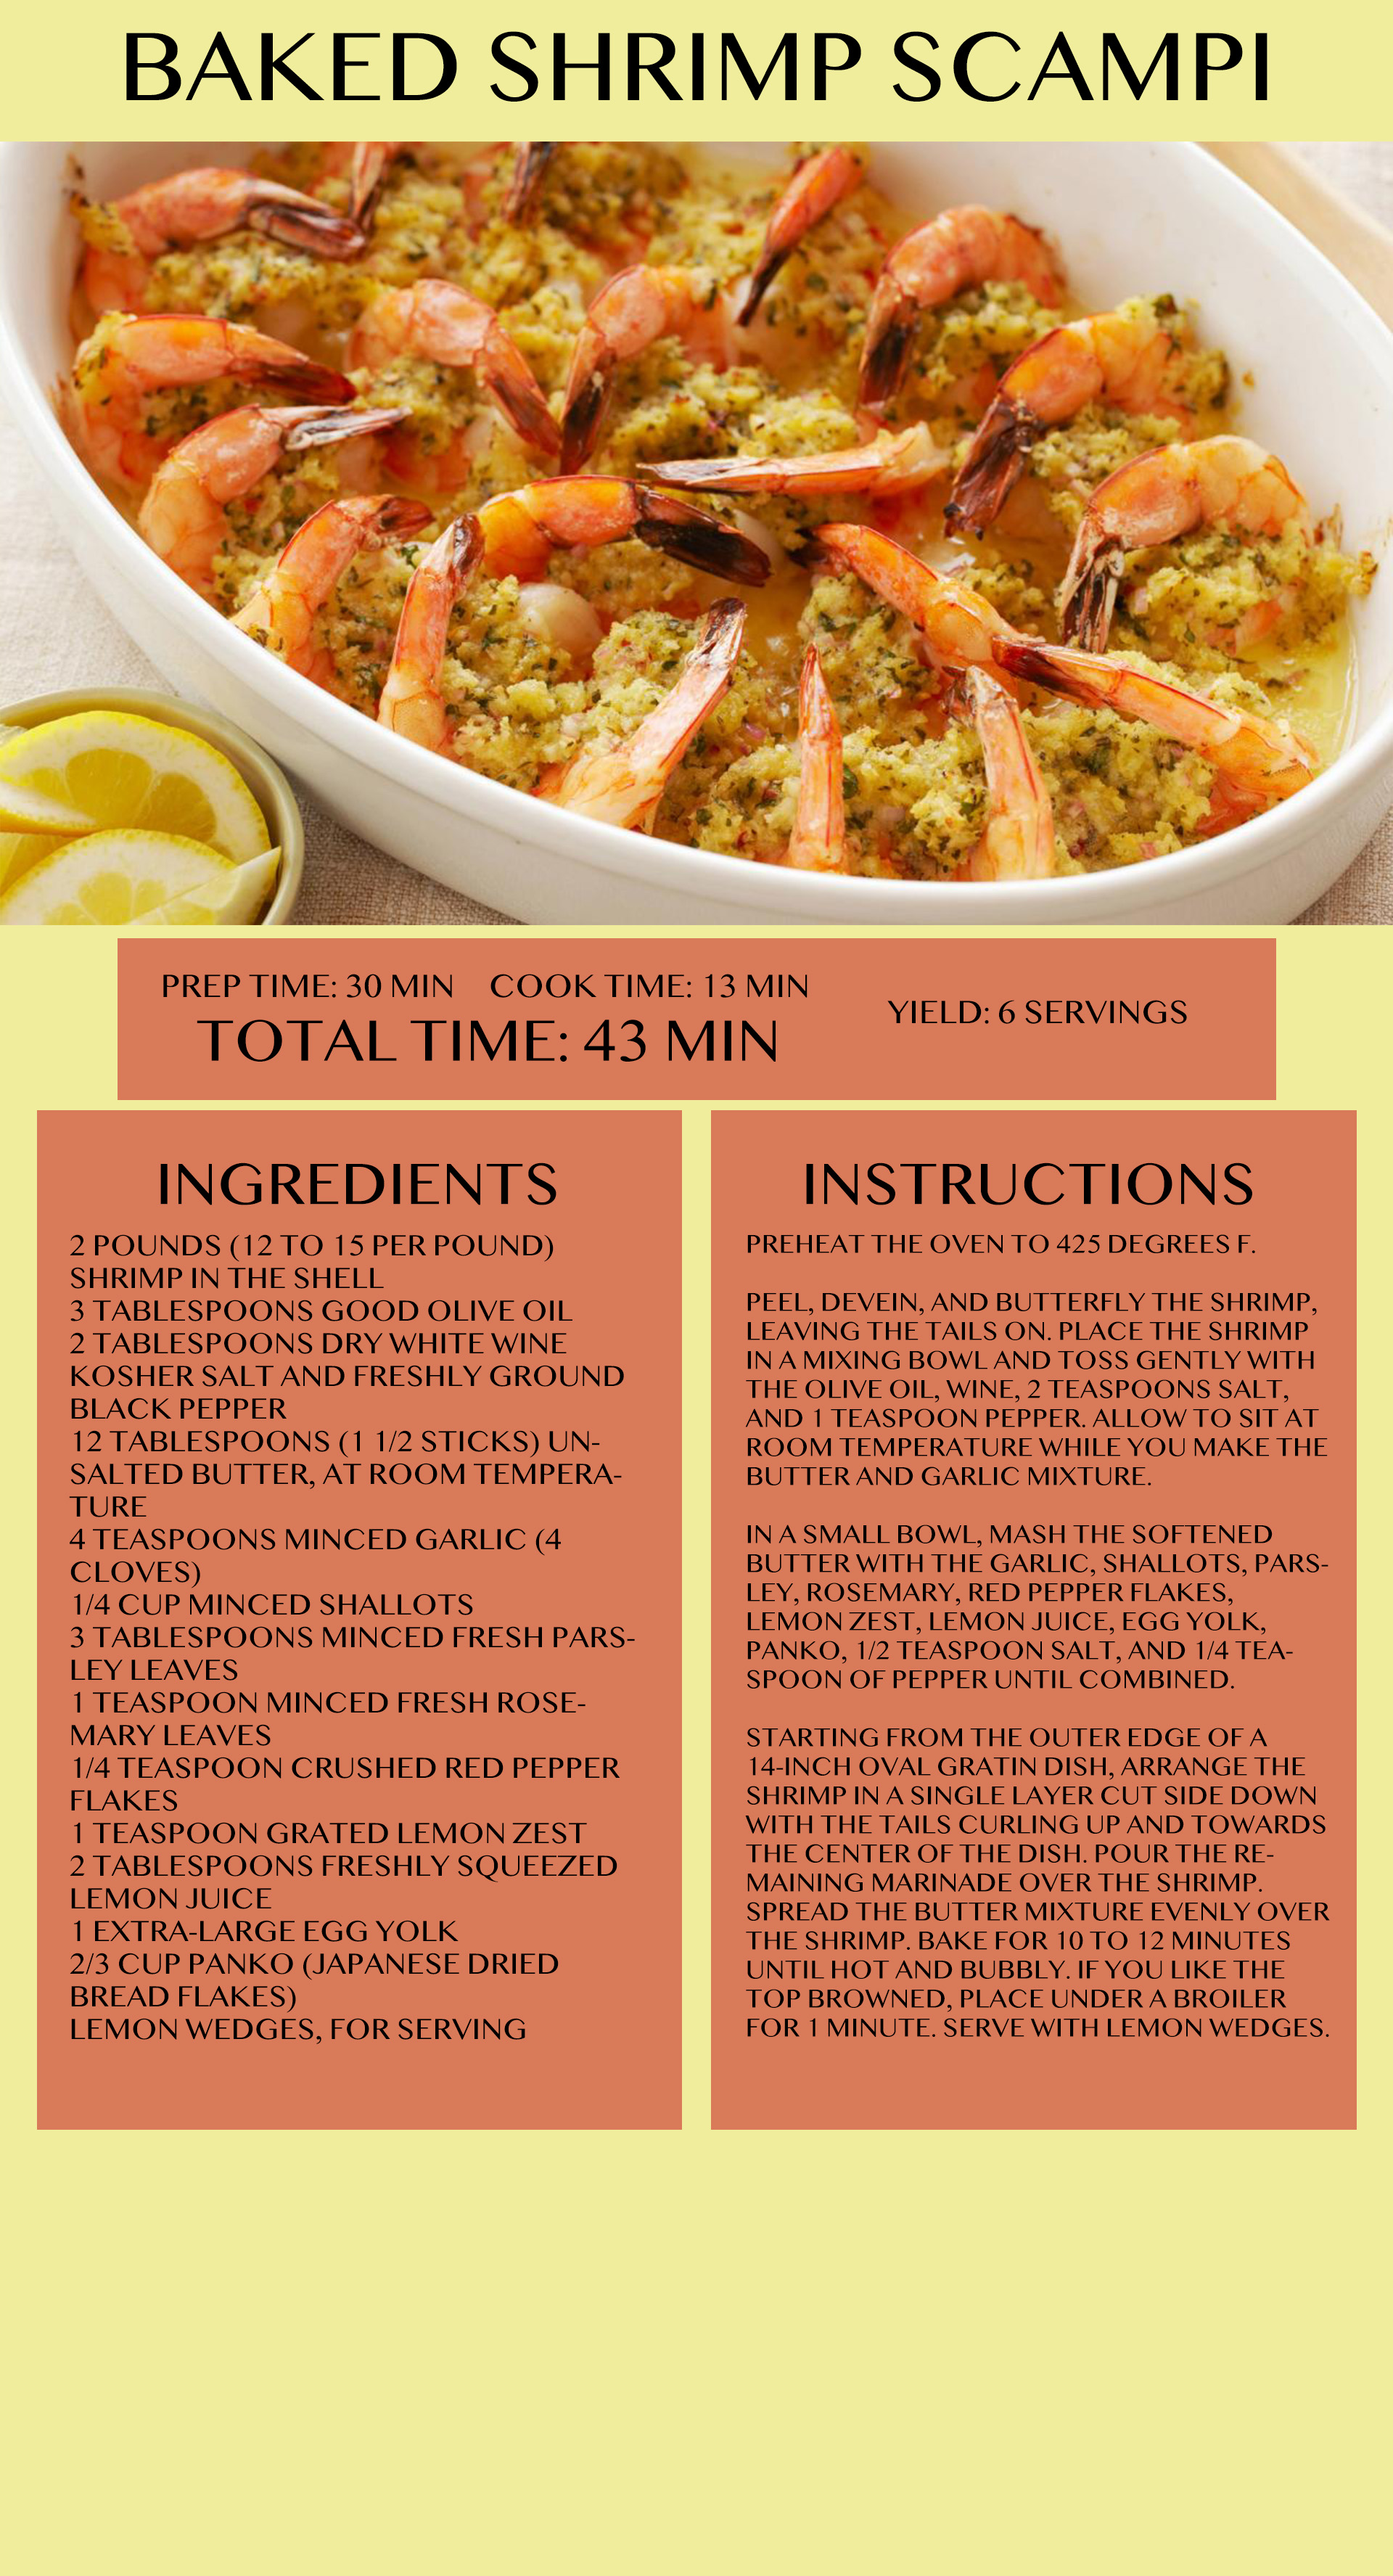 BAKED SHRIMP SCAMPI
PREP TIME: 30 MIN COOK TIME: 13 MIN
TOTAL TIME: 43 MIN
YIELD: 6 SERVINGS
INGREDIENTS
2 POUNDS (12 TO 15 PER POUND)
SHRIMP IN THE SHELL
3 TABLESPOONS GOOD OLIVE OIL
2 TABLESPOONS DRY WHITE WINE
KOSHER SALT AND FRESHLY GROUND
BLACK PEPPER
12 TABLESPOONS (1 1/2 STICKS) UN-
SALTED BUTTER, AT ROOM TEMPERA-
TURE
4 TEASPOONS MINCED GARLIC (4
CLOVES)
1/4 CUP MINCED SHALLOTS
3 TABLESPOONS MINCED FRESH PARS-
LEY LEAVES
1 TEASPOON MINCED FRESH ROSE-
MARY LEAVES
1/4 TEASPOON CRUSHED RED PEPPER
FLAKES
1 TEASPOON GRATED LEMON ZEST
2 TABLESPOONS FRESHLY SQUEEZED
LEMON JUICE
1 EXTRA-LARGE EGG YOLK
2/3 CUP PANKO (JAPANESE DRIED
BREAD FLAKES)
LEMON WEDGES, FOR SERVING
INSTRUCTIONS
PREHEAT THE OVEN TO 425 DEGREES F.
PEEL, DEVEIN, AND BUTTERFLY THE SHRIMP,
LEAVING THE TAILS ON. PLACE THE SHRIMP
IN A MIXING BOWL AND TOSS GENTLY WITH
THE OLIVE OIL, WINE, 2 TEASPOONS SALT,
AND 1 TEASPOON PEPPER. ALLOW TO SIT AT
ROOM TEMPERATURE WHILE YOU MAKE THE
BUTTER AND GARLIC MIXTURE.
IN A SMALL BOWL, MASH THE SOFTENED
BUTTER WITH THE GARLIC, SHALLOTS, PARS-
LEY, ROSEMARY, RED PEPPER FLAKES,
LEMON ZEST, LEMON JUICE, EGG YOLK,
PANKO, 1/2 TEASPOON SALT, AND 1/4 TEA-
SPOON OF PEPPER UNTIL COMBINED.
STARTING FROM THE OUTER EDGE OF A
14-INCH OVAL GRATIN DISH, ARRANGE THE
SHRIMP IN A SINGLE LAYER CUT SIDE DOWN
WITH THE TAILS CURLING UP AND TOWARDS
THE CENTER OF THE DISH. POUR THE RE-
MAINING MARINADE OVER THE SHRIMP.
SPREAD THE BUTTER MIXTURE EVENLY OVER
THE SHRIMP. BAKE FOR 10 TO 12 MINUTES
UNTIL HOT AND BUBBLY. IF YOU LIKE THE
TOP BROWNED, PLACE UNDER A BROILER
FOR 1 MINUTE. SERVE WITH LEMON WEDGES.